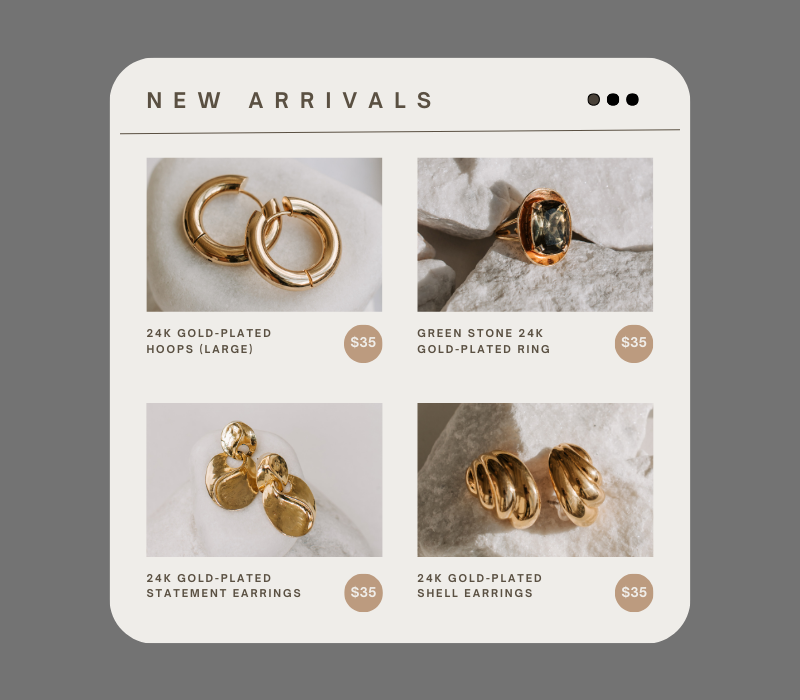 NEW ARRIVALS
24K GOLD-PLATED
HOOPS (LARGE)
$35
GREEN STONE 24K
GOLD-PLATED RING
$35
24K GOLD-PLATED
STATEMENT EARRINGS
$35
24K GOLD-PLATED
SHELL EARRINGS
$35